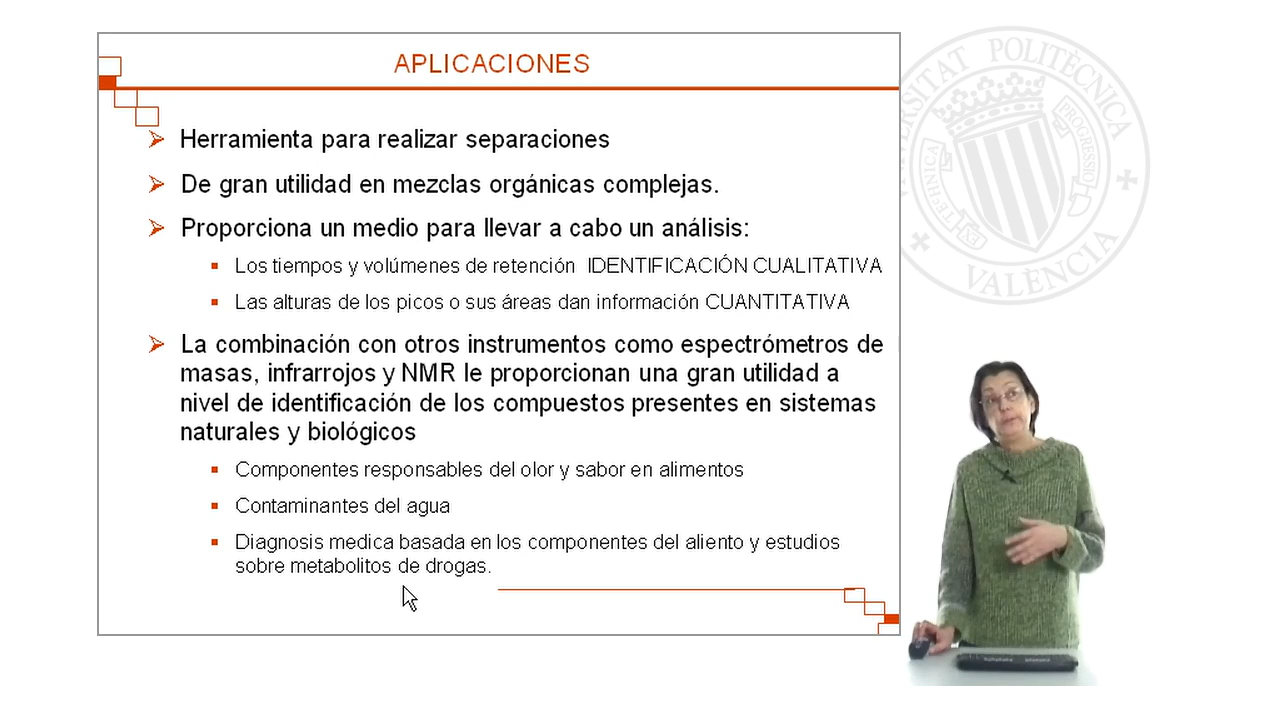 APLICACIONES
Herramienta para realizar separaciones
De gran utilidad en mezclas orgánicas complejas.
Proporciona un medio para llevar a cabo un análisis:
Los tiempos y volúmenes de retención IDENTIFICACIÓN CUALITATIVA
Las alturas de los picos o sus áreas dan información CUANTITATIVA
La combinación con otros instrumentos como espectrómetros de
masas, infrarrojos y NMR le proporcionan una gran utilidad a
nivel de identificación de los compuestos presentes en sistemas
naturales y biológicos
Componentes responsables del olor y sabor en alimentos
Contaminantes del agua
Diagnosis medica basada en los componentes del aliento y estudios
sobre metabolitos de drogas.
POLITÈCNICA
VALÈNCIA
TECHNICA
EX
PROGRESSIO